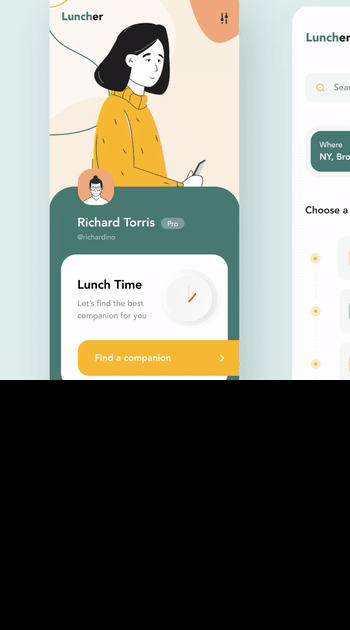 Luncher
Richard Torris Pro
@richardino
Lunch Time
Let's find the best
companion for you
Find a companion
Luncher
Sear
Where
NY, Bro
Choose a